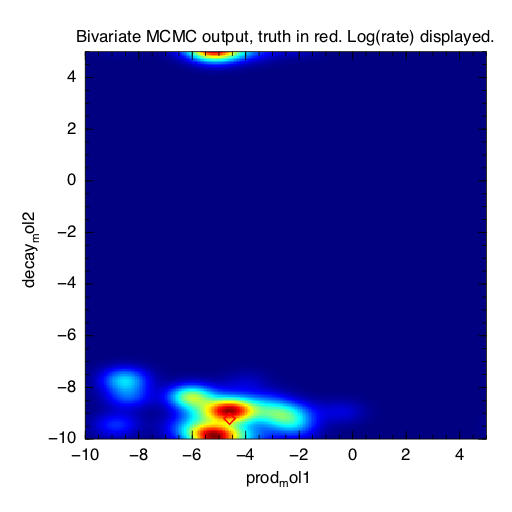 Bivariate MCMC output, truth in red. Log(rate) displayed.
4
2
0
−2
−4
−6
−8
−10
decay_mol2
−10 −8 −6 −4 −2 0 2 4
prod_mol1